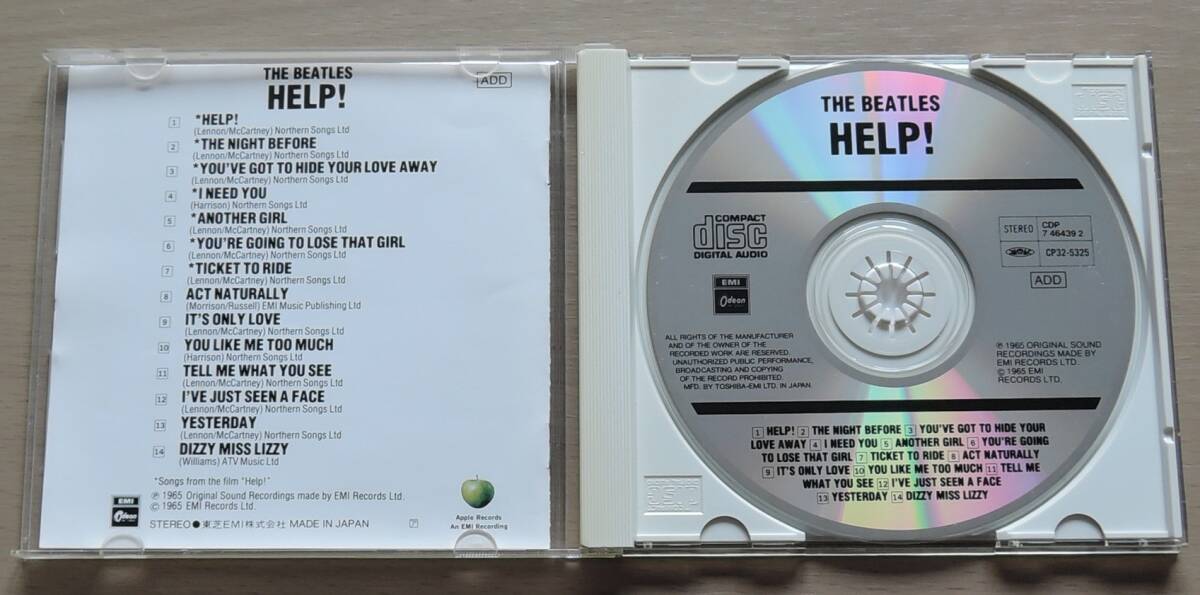 THE BEATLES
HELP!
ADD
1 *HELP!
(Lennon/McCartney) Northern Songs Ltd
2 *THE NIGHT BEFORE
(Lennon/McCartney) Northern Songs Ltd
3 *YOU'VE GOT TO HIDE YOUR LOVE AWAY
(Lennon/McCartney) Northern Songs Ltd
4 *I NEED YOU
(Harrison) Northern Songs Ltd
5 *ANOTHER GIRL
(Lennon/McCartney) Northern Songs Ltd
6 *YOU'RE GOING TO LOSE THAT GIRL
(Lennon/McCartney) Northern Songs Ltd
7 *TICKET TO RIDE
(Lennon/McCartney) Northern Songs Ltd
8 ACT NATURALLY
(Morrison/Russell) EMI Music Publishing Ltd
9 IT'S ONLY LOVE
(Lennon/McCartney) Northern Songs Ltd
10 YOU LIKE ME TOO MUCH
(Harrison) Northern Songs Ltd
11 TELL ME WHAT YOU SEE
(Lennon/McCartney) Northern Songs Ltd
12 I'VE JUST SEEN A FACE
(Lennon/McCartney) Northern Songs Ltd
13 YESTERDAY
(Lennon/McCartney) Northern Songs Ltd
14 DIZZY MISS LIZZY
(Williams) ATV Music Ltd
*Songs from the film "Help!"
℗ 1965 Original Sound Recordings made by EMI Records Ltd.
© 1965 EMI Records Ltd.
EMI
Odeon
STEREO ● 東芝EMI株式会社 MADE IN JAPAN
Apple Records
An EMI Recording
THE BEATLES
HELP!
COMPACT
disc
DIGITAL AUDIO
STEREO
CDP
7 46439 2
CP32-5325
ADD
EMI
Odeon
ALL RIGHTS OF THE MANUFACTURER
AND OF THE OWNER OF THE
RECORDED WORK ARE RESERVED.
UNAUTHORIZED PUBLIC PERFORMANCE,
BROADCASTING AND COPYING
OF THE RECORD PROHIBITED.
MFD. BY TOSHIBA-EMI LTD. IN JAPAN.
℗ 1965 ORIGINAL SOUND
RECORDINGS MADE BY
EMI RECORDS LTD.
© 1965 EMI
RECORDS LTD.
1 HELP! 2 THE NIGHT BEFORE 3 YOU'VE GOT TO HIDE YOUR
LOVE AWAY 4 I NEED YOU 5 ANOTHER GIRL 6 YOU'RE GOING
TO LOSE THAT GIRL 7 TICKET TO RIDE 8 ACT NATURALLY
9 IT'S ONLY LOVE 10 YOU LIKE ME TOO MUCH 11 TELL ME
WHAT YOU SEE 12 I'VE JUST SEEN A FACE
13 YESTERDAY 14 DIZZY MISS LIZZY